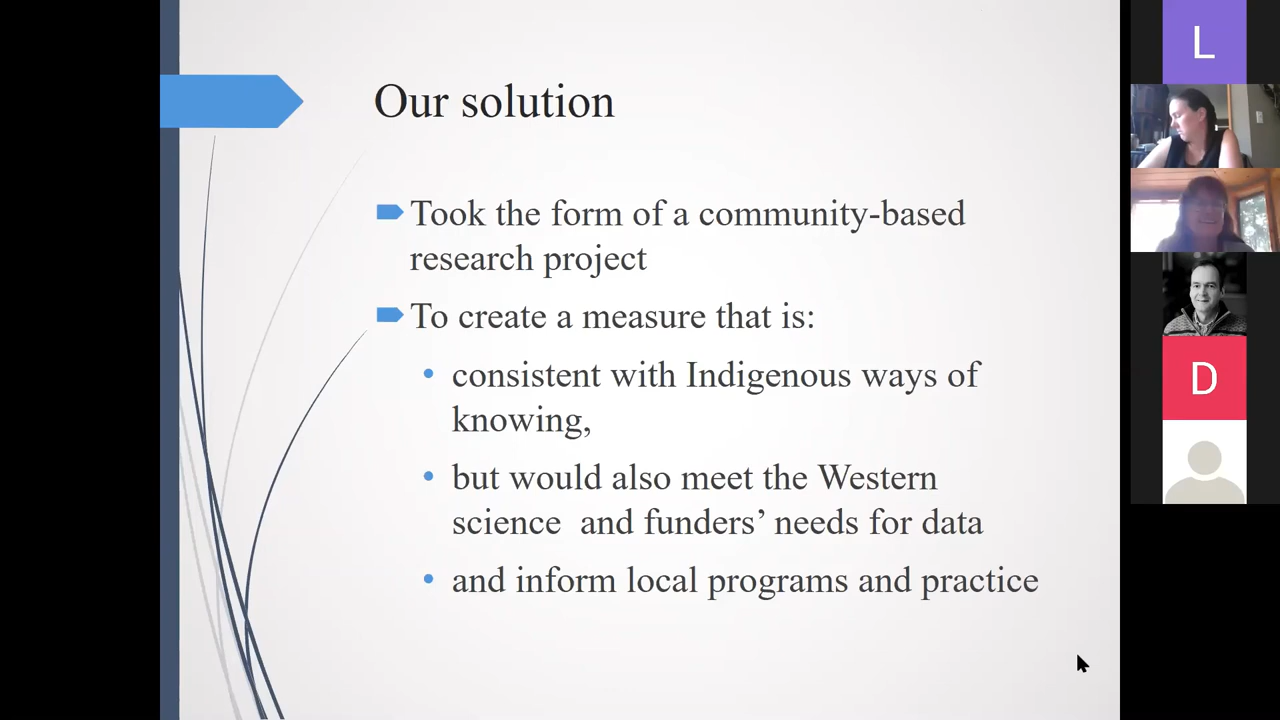 Our solution
Took the form of a community-based
research project
To create a measure that is:
consistent with Indigenous ways of
knowing,
but would also meet the Western
science  and funders’ needs for data
and inform local programs and practice
L
D